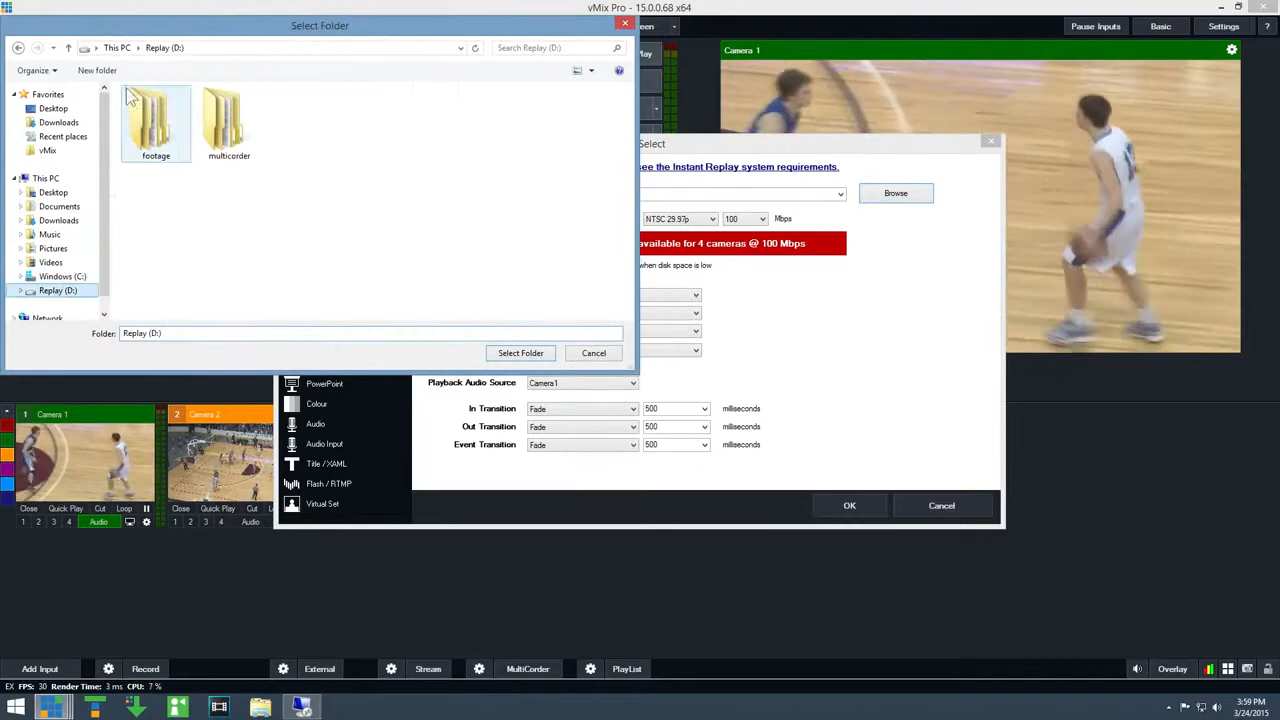 vMix Pro - 15.0.0.68 x64
Select Folder
een
Pause Inputs
Basic
Settings
?
This PC
Replay (D:)
Search Replay (D:)
Organize
New folder
Play
Camera 1
Favorites
Desktop
Downloads
Recent places
vMix
This PC
Desktop
Documents
Downloads
Music
Pictures
Videos
Windows (C:)
Replay (D:)
Network
footage
multicorder
Folder:
Replay (D:)
Select Folder
Cancel
Select
see the Instant Replay system requirements.
Browse
NTSC 29.97p
100
Mbps
available for 4 cameras @ 100 Mbps
when disk space is low
PowerPoint
Colour
Audio
Audio Input
Title / XAML
Flash / RTMP
Virtual Set
Playback Audio Source
Camera1
In Transition
Fade
500
milliseconds
Out Transition
Fade
500
milliseconds
Event Transition
Fade
500
milliseconds
OK
Cancel
1 Camera 1
2 Camera 2
Close Quick Play Cut Loop
1 2 3 4 Audio
Close Quick Play Cut
1 2 3 4 Audio
Add Input
Record
External
Stream
MultiCorder
PlayList
Overlay
EX FPS: 30 Render Time: 3 ms CPU: 7 %
3:59 PM
3/24/2015